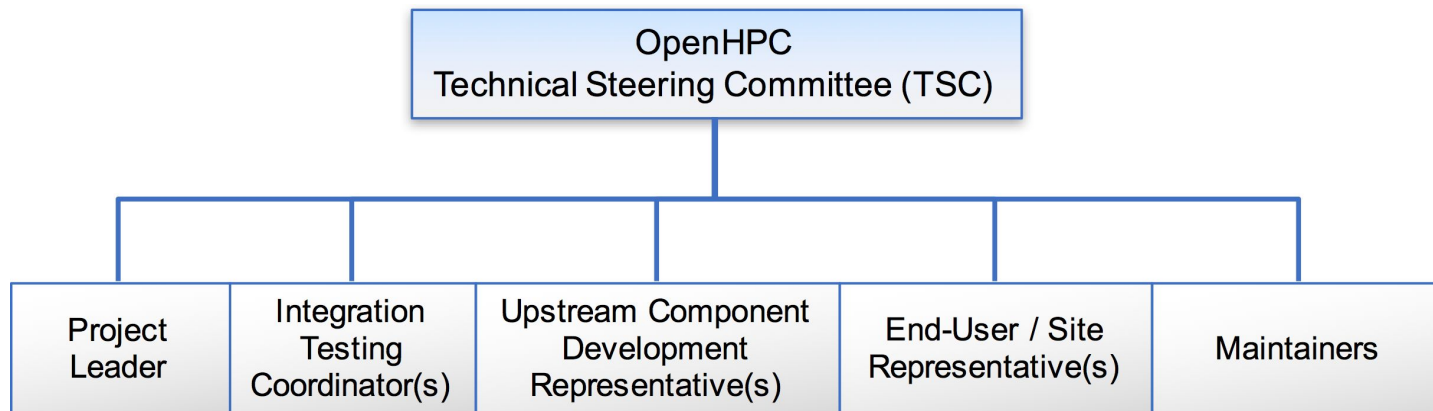 OpenHPC
Technical Steering Committee (TSC)
Project
Leader
Integration
Testing
Coordinator(s)
Upstream Component
Development
Representative(s)
End-User / Site
Representative(s)
Maintainers